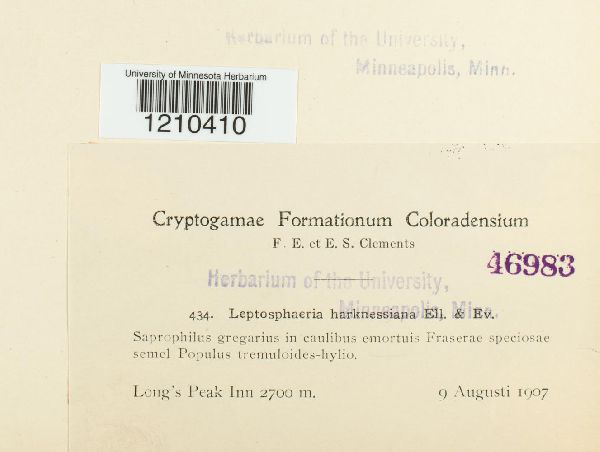 Herbarium of the University,
Minneapolis, Minn.
University of Minnesota Herbarium
1210410
Cryptogamae Formationum Coloradensium
F. E. et E. S. Clements
46983
Herbarium of the University,
Minneapolis, Minn.
434. Leptosphaeria harknessiana Ell. & Ev.
Saprophilus gregarius in caulibus emortuis Fraserae speciosae
semel Populus tremuloides-hylio.
Long's Peak Inn 2700 m. 9 Augusti 1907